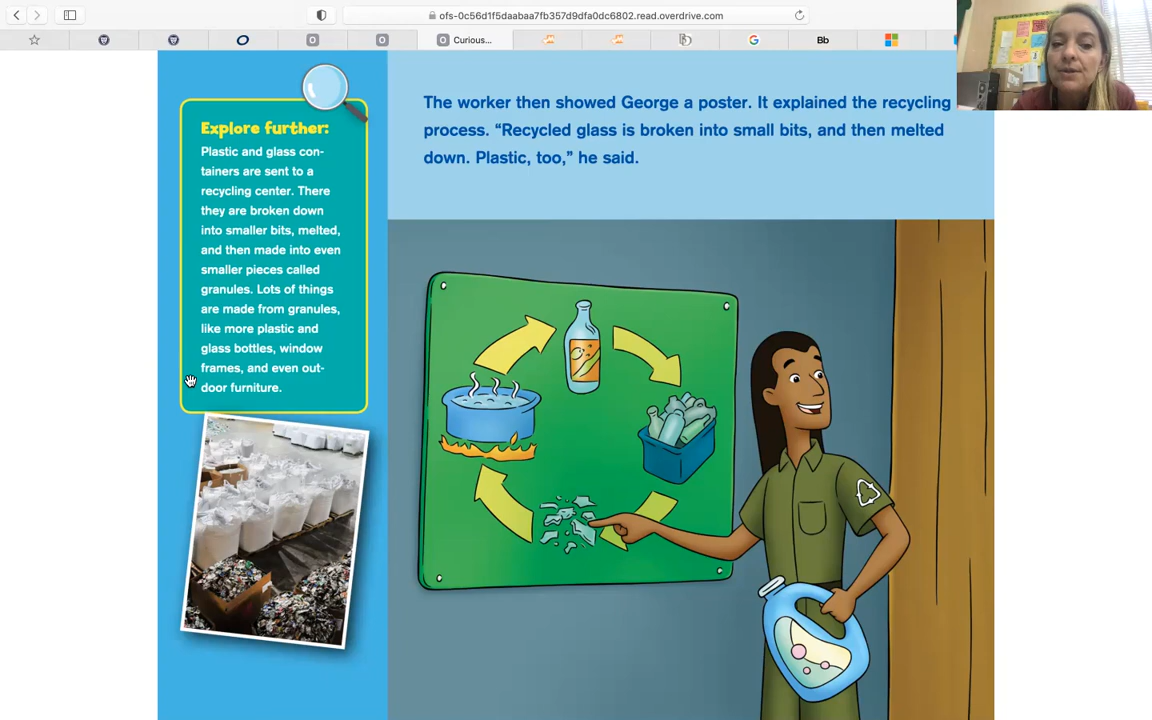 ofs-0c56d1f5daabaa7fb357d9dfa0dc6802.read.overdrive.com
Curious...
G
Bb
Explore further:
Plastic and glass con-
tainers are sent to a
recycling center. There
they are broken down
into smaller bits, melted,
and then made into even
smaller pieces called
granules. Lots of things
are made from granules,
like more plastic and
glass bottles, window
frames, and even out-
door furniture.
The worker then showed George a poster. It explained the recycling
process. “Recycled glass is broken into small bits, and then melted
down. Plastic, too,” he said.